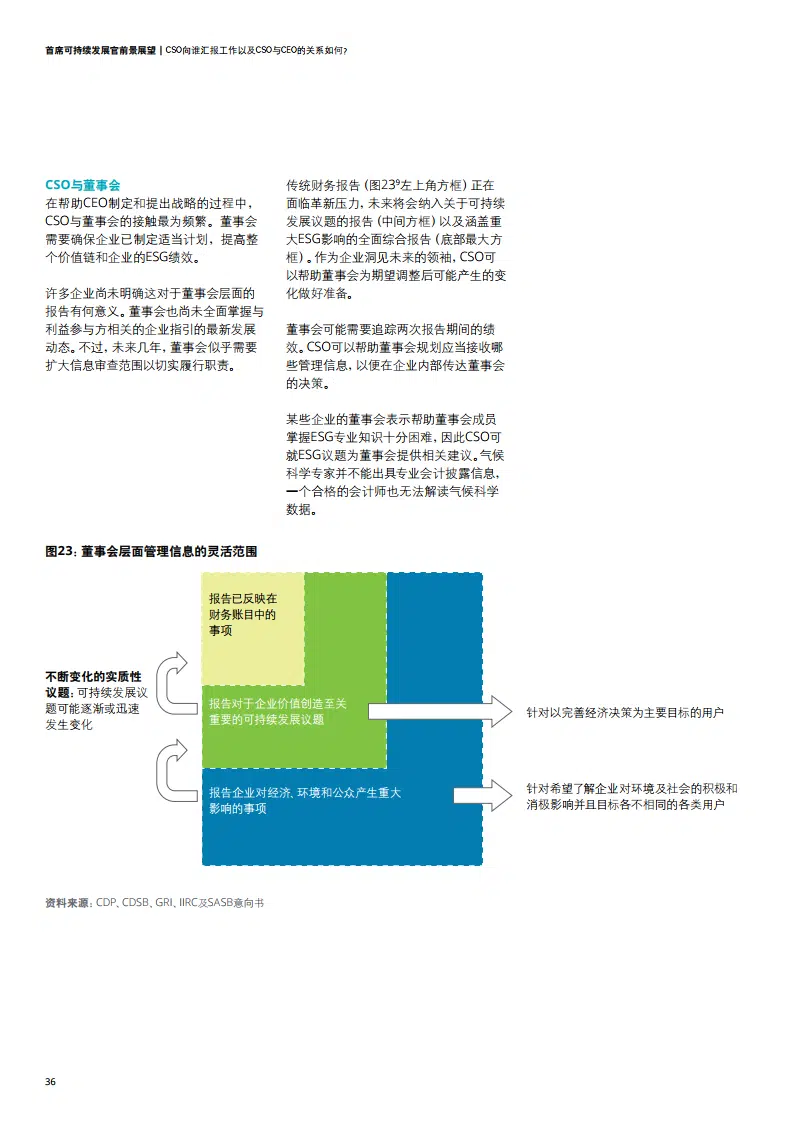 首席可持续发展官前景展望 | CSO向谁汇报工作以及CSO与CEO的关系如何?
CSO与董事会
在帮助CEO制定和提出战略的过程中，
CSO与董事会的接触最为频繁。董事会
需要确保企业已制定适当计划，提高整
个价值链和企业的ESG绩效。
许多企业尚未明确这对于董事会层面的
报告有何意义。董事会也尚未全面掌握与
利益参与方相关的企业指引的最新发展
动态。不过，未来几年，董事会似乎需要
扩大信息审查范围以切实履行职责。
传统财务报告（图23⁹左上角方框）正在
面临革新压力，未来将会纳入关于可持续
发展议题的报告（中间方框）以及涵盖重
大ESG影响的全面综合报告（底部最大方
框）。作为企业洞见未来的领袖，CSO可
以帮助董事会为期望调整后可能产生的变
化做好准备。
董事会可能需要追踪两次报告期间的绩
效。CSO可以帮助董事会规划应当接收哪
些管理信息，以便在企业内部传达董事会
的决策。
某些企业的董事会表示帮助董事会成员
掌握ESG专业知识十分困难，因此CSO可
就ESG议题为董事会提供相关建议。气候
科学专家并不能出具专业会计披露信息，
一个合格的会计师也无法解读气候科学
数据。
图23：董事会层面管理信息的灵活范围
报告已反映在
财务账目中的
事项
不断变化的实质性
议题：可持续发展议
题可能逐渐或迅速
发生变化
报告对于企业价值创造至关
重要的可持续发展议题
针对以完善经济决策为主要目标的用户
报告企业对经济、环境和公众产生重大
影响的事项
针对希望了解企业对环境及社会的积极和
消极影响并且目标各不相同的各类用户
资料来源：CDP、CDSB、GRI、IIRC及SASB意向书
36